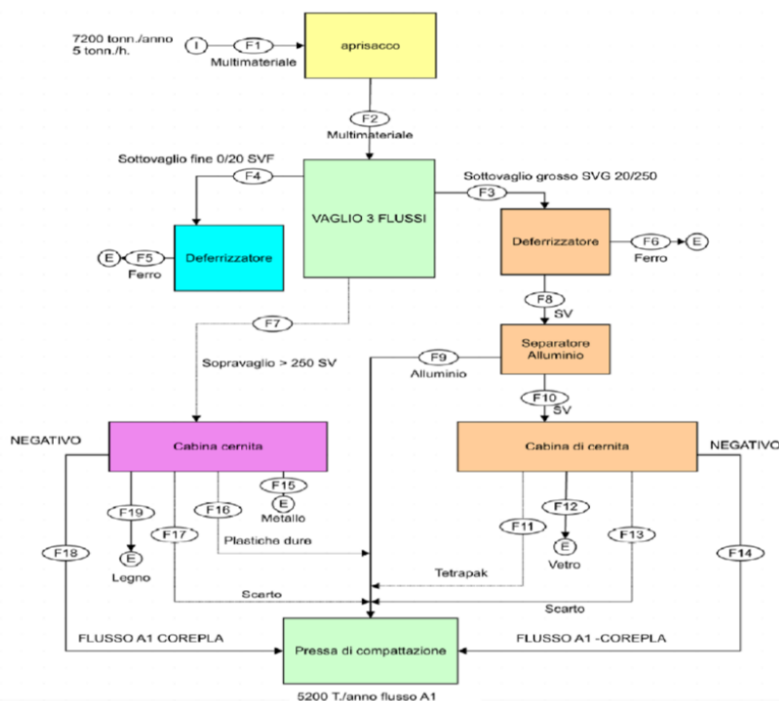 7200 tonn./anno
5 tonn./h.
I
F1
Multimateriale
aprisacco
F2
Multimateriale
Sottovaglio fine 0/20 SVF
F4
VAGLIO 3 FLUSSI
Sottovaglio grosso SVG 20/250
F3
Deferrizzatore
E
F5
Ferro
Deferrizzatore
F6
E
Ferro
F8
SV
F7
Sopravaglio > 250 SV
Separatore
Alluminio
F9
Alluminio
F10
SV
NEGATIVO
Cabina cernita
Cabina di cernita
NEGATIVO
F18
F19
E
Legno
F17
Scarto
F16
Plastiche dure
F15
E
Metallo
F11
Tetrapak
F12
E
Vetro
F13
Scarto
F14
FLUSSO A1 COREPLA
FLUSSO A1 -COREPLA
Pressa di compattazione
5200 T./anno flusso A1